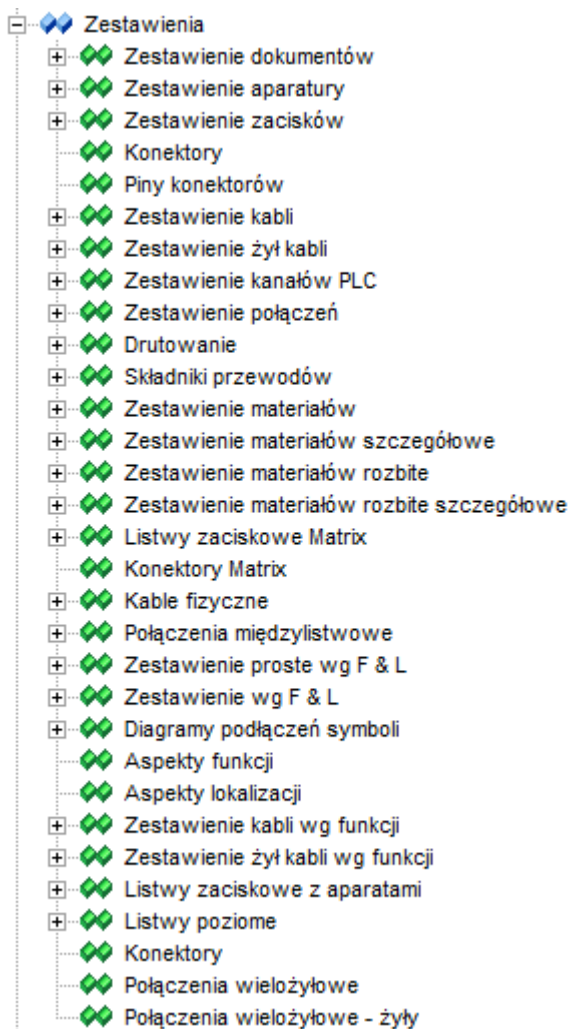 Zestawienia
Zestawienie dokumentów
Zestawienie aparatury
Zestawienie zacisków
Konektory
Piny konektorów
Zestawienie kabli
Zestawienie żył kabli
Zestawienie kanałów PLC
Zestawienie połączeń
Drutowanie
Składniki przewodów
Zestawienie materiałów
Zestawienie materiałów szczegółowe
Zestawienie materiałów rozbite
Zestawienie materiałów rozbite szczegółowe
Listwy zaciskowe Matrix
Konektory Matrix
Kable fizyczne
Połączenia międzylistwowe
Zestawienie proste wg F & L
Zestawienie wg F & L
Diagramy podłączeń symboli
Aspekty funkcji
Aspekty lokalizacji
Zestawienie kabli wg funkcji
Zestawienie żył kabli wg funkcji
Listwy zaciskowe z aparatami
Listwy poziome
Konektory
Połączenia wielożyłowe
Połączenia wielożyłowe - żyły